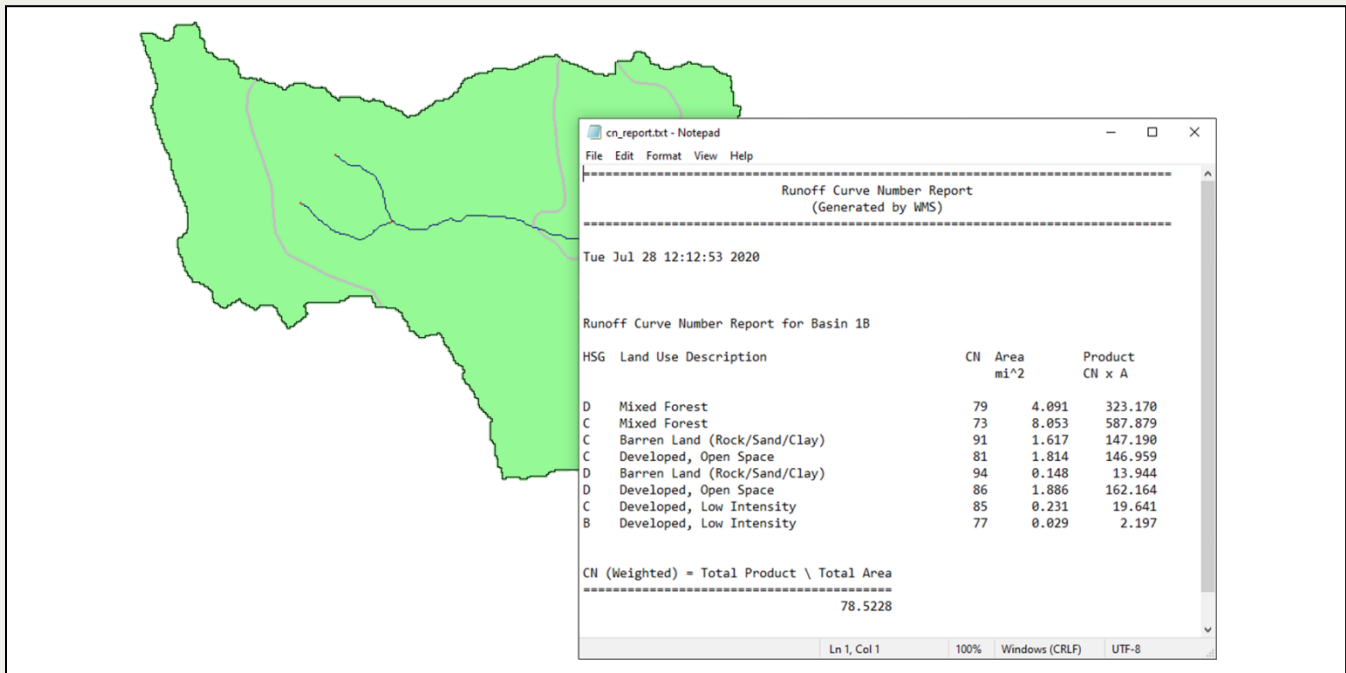 cn_report.txt - Notepad
File Edit Format View Help
================================================================================
Runoff Curve Number Report
(Generated by WMS)
================================================================================
Tue Jul 28 12:12:53 2020
Runoff Curve Number Report for Basin 1B
HSG Land Use Description CN Area Product
mi^2 CN x A
D Mixed Forest 79 4.091 323.170
C Mixed Forest 73 8.053 587.879
C Barren Land (Rock/Sand/Clay) 91 1.617 147.190
C Developed, Open Space 81 1.814 146.959
D Barren Land (Rock/Sand/Clay) 94 0.148 13.944
D Developed, Open Space 86 1.886 162.164
C Developed, Low Intensity 85 0.231 19.641
B Developed, Low Intensity 77 0.029 2.197
CN (Weighted) = Total Product \ Total Area
==========================================
78.5228
Ln 1, Col 1 100% Windows (CRLF) UTF-8